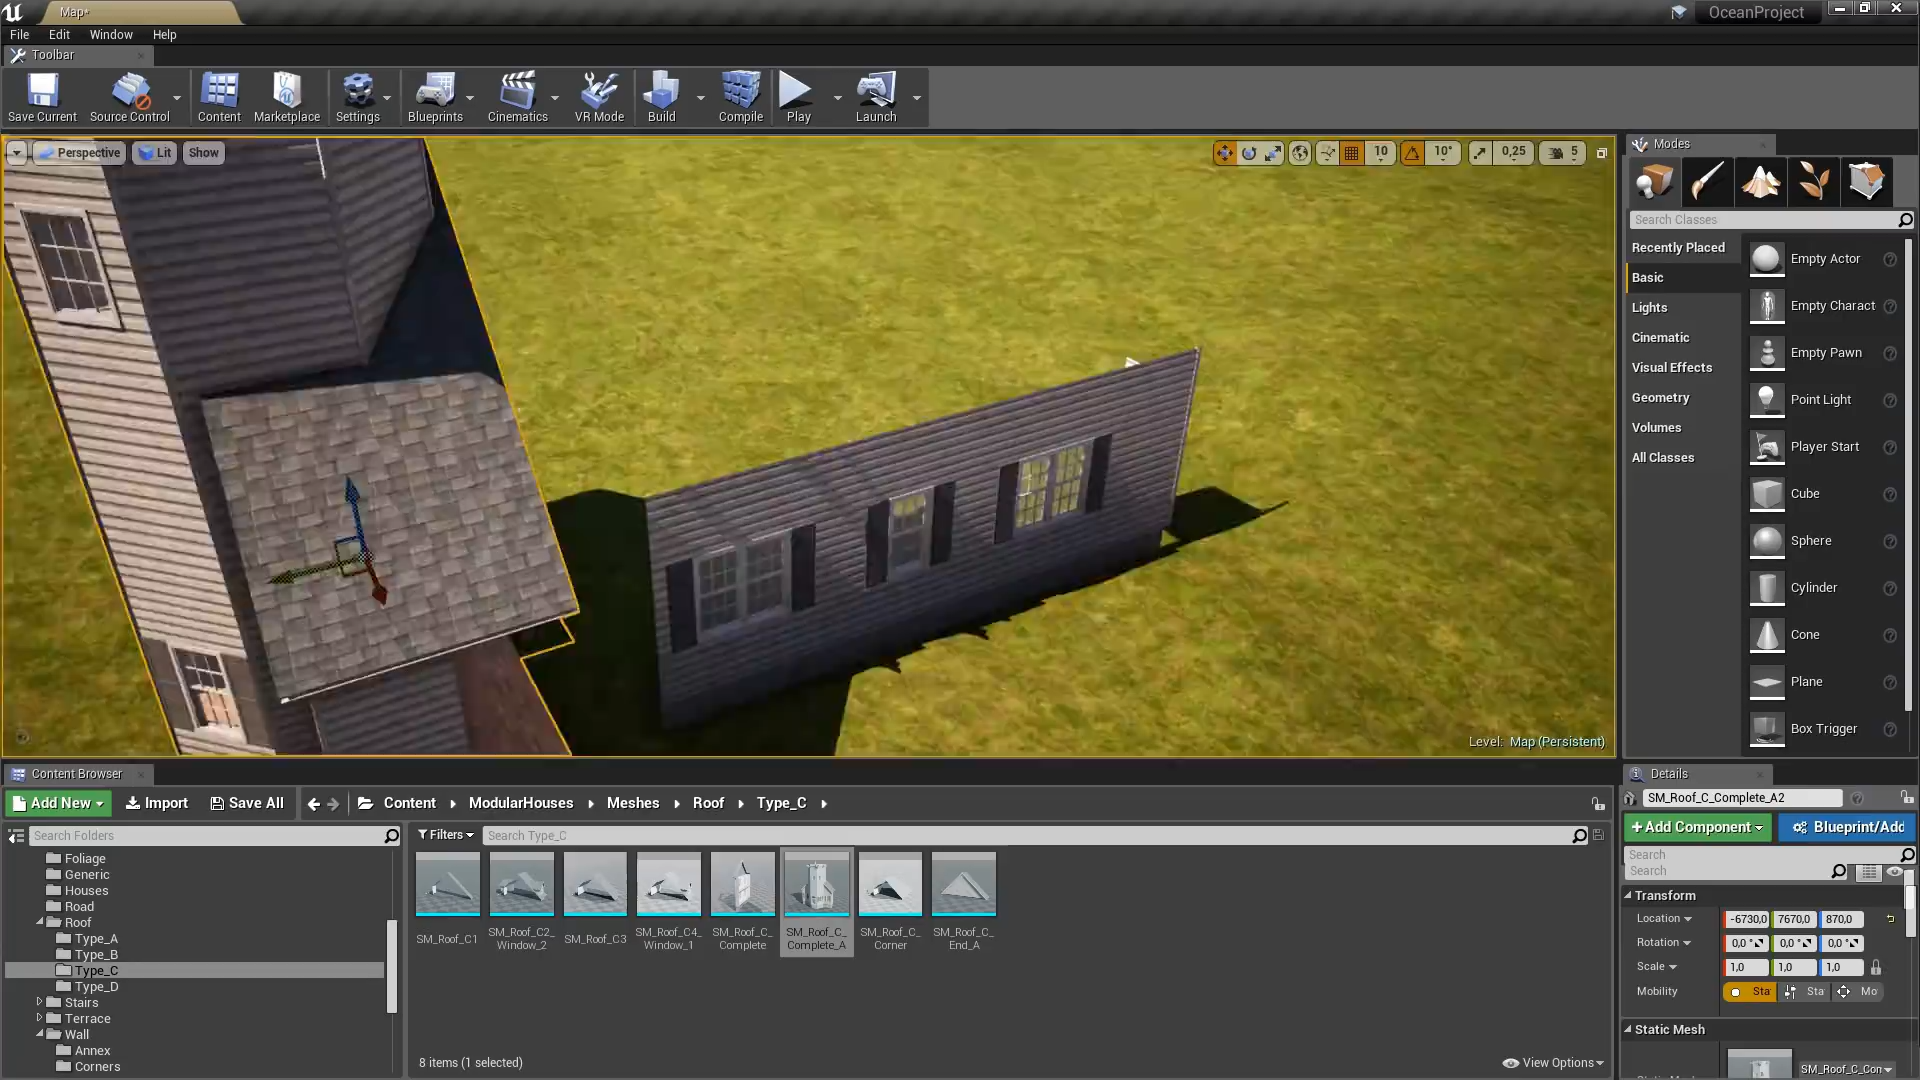 Map*
OceanProject
File Edit Window Help
Toolbar
Save Current Source Control Content Marketplace Settings Blueprints Cinematics VR Mode Build Compile Play Launch
Perspective Lit Show
10 10° 0,25 5
Level: Map (Persistent)
Modes
Search Classes
Recently Placed
Basic
Lights
Cinematic
Visual Effects
Geometry
Volumes
All Classes
Empty Actor
Empty Charact
Empty Pawn
Point Light
Player Start
Cube
Sphere
Cylinder
Cone
Plane
Box Trigger
Content Browser
Add New Import Save All Content ModularHouses Meshes Roof Type_C
Search Folders
Filters Search Type_C
Foliage
Generic
Houses
Road
Roof
Type_A
Type_B
Type_C
Type_D
Stairs
Terrace
Wall
Annex
Corners
SM_Roof_C1
SM_Roof_C2_
Window_2
SM_Roof_C3
SM_Roof_C4_
Window_1
SM_Roof_C_
Complete
SM_Roof_C_
Complete_A
SM_Roof_C_
Corner
SM_Roof_C_
End_A
8 items (1 selected)
View Options
Details
SM_Roof_C_Complete_A2
+Add Component Blueprint/Add
Search
Search
Transform
Location -6730,0 7670,0 870,0
Rotation 0,0° 0,0° 0,0°
Scale 1,0 1,0 1,0
Mobility Sta Sta Mo
Static Mesh
SM_Roof_C_Con